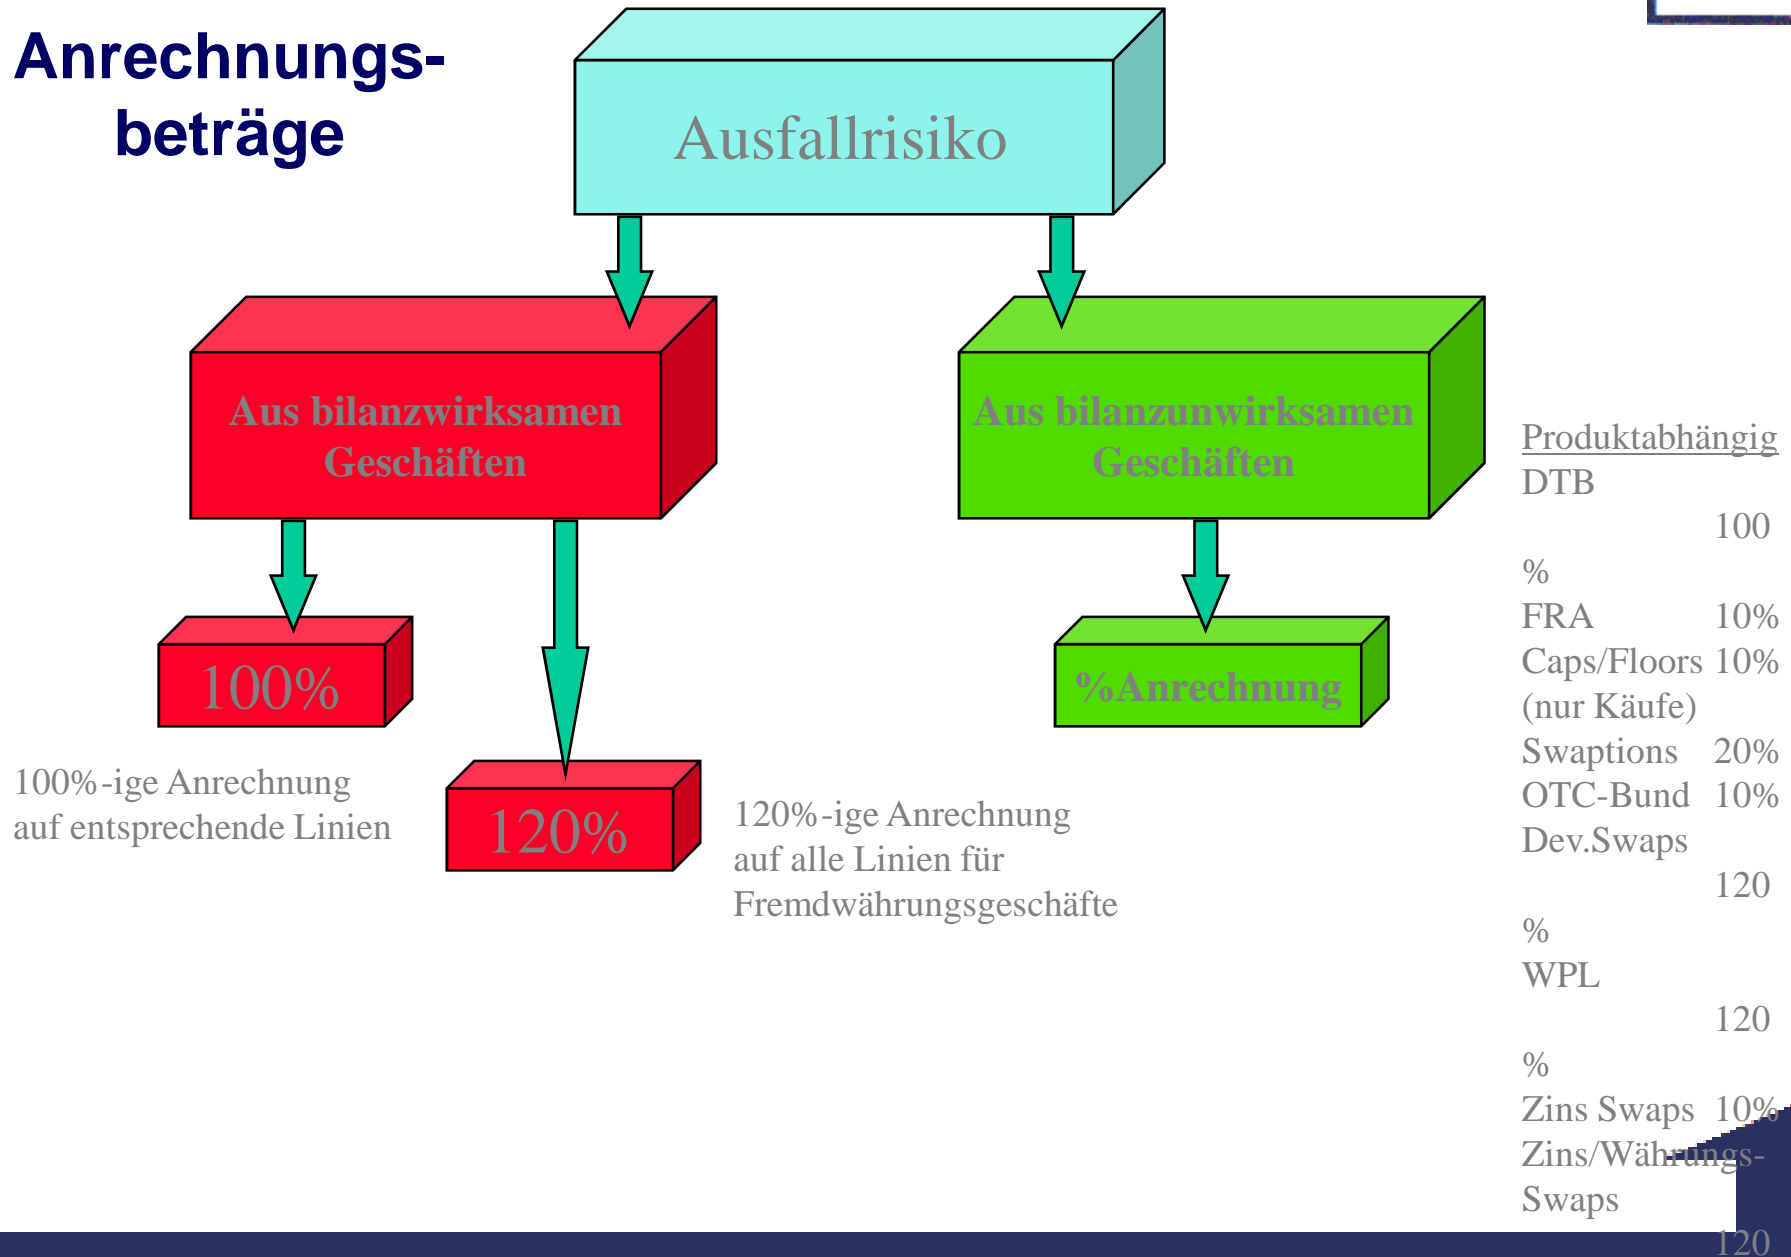 Anrechnungs-
beträge
Ausfallrisiko
Aus bilanzwirksamen
Geschäften
Aus bilanzunwirksamen
Geschäften
100%
120%
%Anrechnung
100%-ige Anrechnung
auf entsprechende Linien
120%-ige Anrechnung
auf alle Linien für
Fremdwährungsgeschäfte
Produktabhängig
DTB
100
%
FRA 10%
Caps/Floors 10%
(nur Käufe)
Swaptions 20%
OTC-Bund 10%
Dev.Swaps
120
%
WPL
120
%
Zins Swaps 10%
Zins/Währungs-
Swaps
120